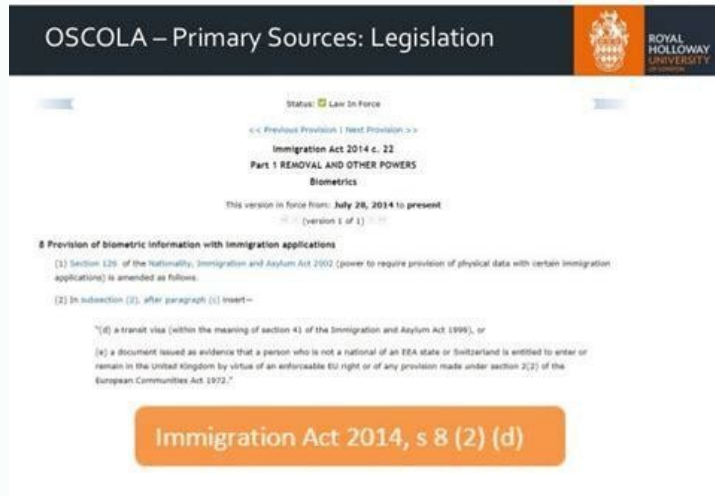 OSCOLA – Primary Sources: Legislation
ROYAL
HOLLOWAY
UNIVERSITY
OF LONDON
Status: Law In Force
<< Previous Provision | Next Provision >>
Immigration Act 2014 c. 22
Part 1 REMOVAL AND OTHER POWERS
Biometrics
This version in force from: July 28, 2014 to present
(version 1 of 1)
8 Provision of biometric information with immigration applications
(1) Section 126 of the Nationality, Immigration and Asylum Act 2002 (power to require provision of physical data with certain immigration
applications) is amended as follows.
(2) In subsection (2), after paragraph (c) insert—
"(d) a transit visa (within the meaning of section 41 of the Immigration and Asylum Act 1999), or
(e) a document issued as evidence that a person who is not a national of an EEA state or Switzerland is entitled to enter or
remain in the United Kingdom by virtue of an enforceable EU right or of any provision made under section 2(2) of the
European Communities Act 1972."
Immigration Act 2014, s 8 (2) (d)